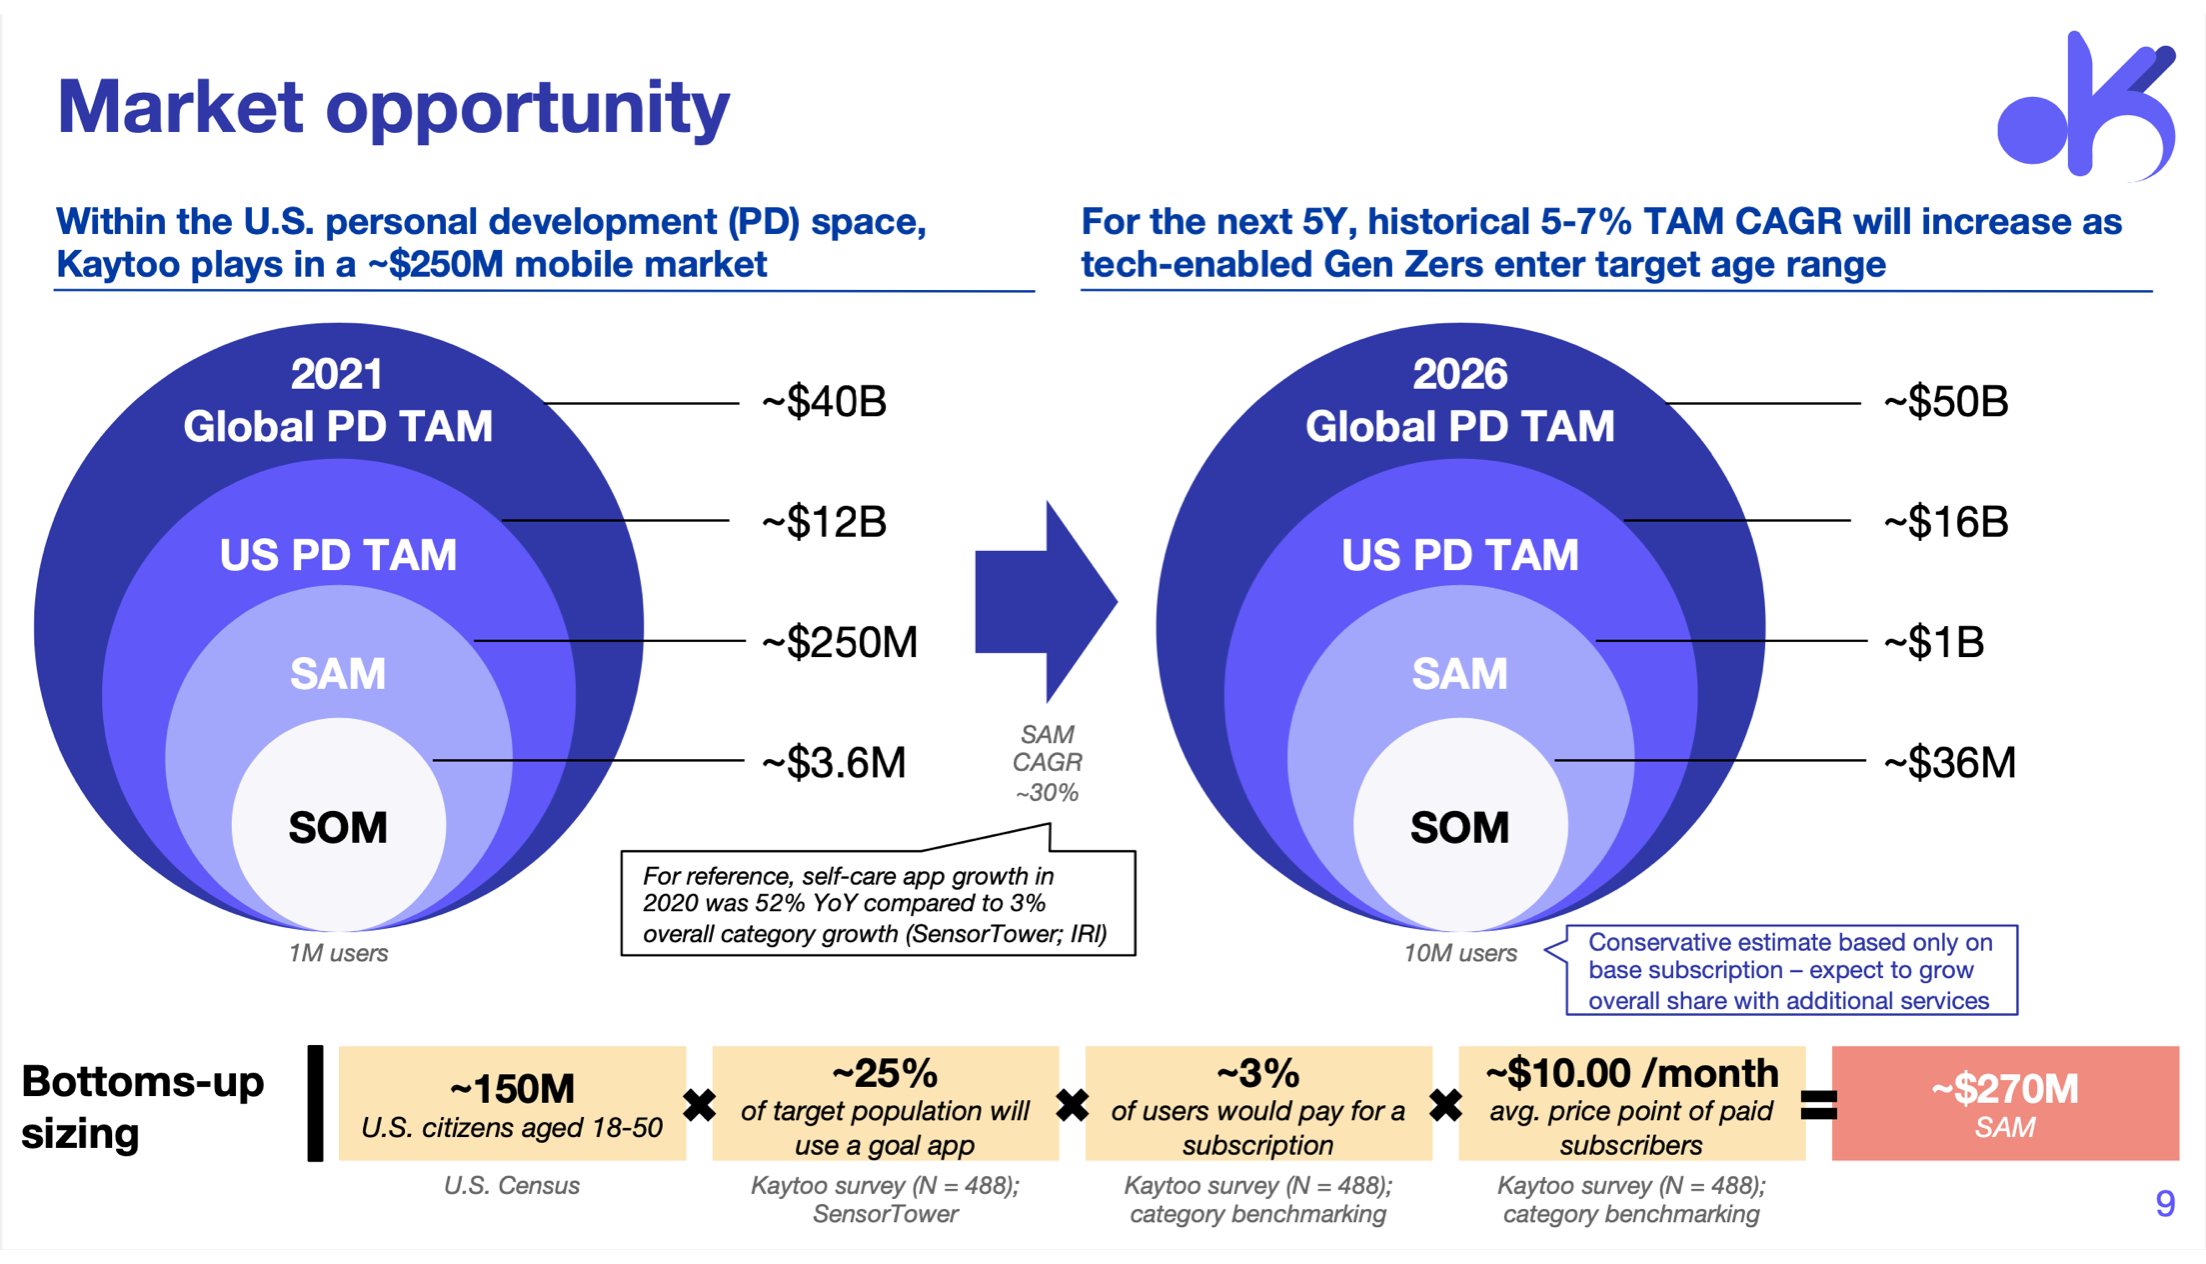 Market opportunity
Within the U.S. personal development (PD) space,
Kaytoo plays in a ~$250M mobile market
2021
Global PD TAM
~$40B
US PD TAM
~$12B
SAM
~$250M
SOM
~$3.6M
1M users
SAM
CAGR
~30%
For reference, self-care app growth in
2020 was 52% YoY compared to 3%
overall category growth (SensorTower; IRI)
For the next 5Y, historical 5-7% TAM CAGR will increase as
tech-enabled Gen Zers enter target age range
2026
Global PD TAM
~$50B
US PD TAM
~$16B
SAM
~$1B
SOM
~$36M
10M users
Conservative estimate based only on
base subscription – expect to grow
overall share with additional services
Bottoms-up
sizing
~150M
U.S. citizens aged 18-50
U.S. Census
✖
~25%
of target population will
use a goal app
Kaytoo survey (N = 488);
SensorTower
✖
~3%
of users would pay for a
subscription
Kaytoo survey (N = 488);
category benchmarking
✖
~$10.00 /month
avg. price point of paid
subscribers
Kaytoo survey (N = 488);
category benchmarking
=
~$270M
SAM
9